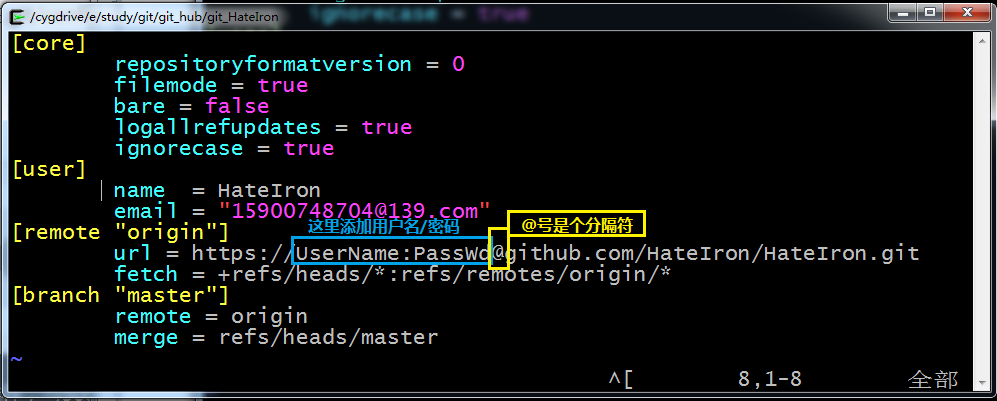 ignorecase = true
/cygdrive/e/study/git/git_hub/git_HateIron
[core]
repositoryformatversion = 0
filemode = true
bare = false
logallrefupdates = true
ignorecase = true
[user]
name = HateIron
email = "15900748704@139.com"
这里添加用户名/密码
@号是个分隔符
[remote "origin"]
url = https://UserName:PassWd@github.com/HateIron/HateIron.git
fetch = +refs/heads/*:refs/remotes/origin/*
[branch "master"]
remote = origin
merge = refs/heads/master
~
^[ 8,1-8 全部